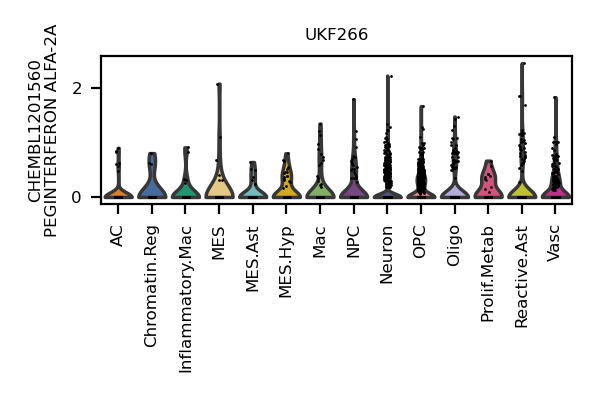 UKF266
CHEMBL1201560
PEGINTERFERON ALFA-2A
2
0
AC
Chromatin.Reg
Inflammatory.Mac
MES
MES.Ast
MES.Hyp
Mac
NPC
Neuron
OPC
Oligo
Prolif.Metab
Reactive.Ast
Vasc